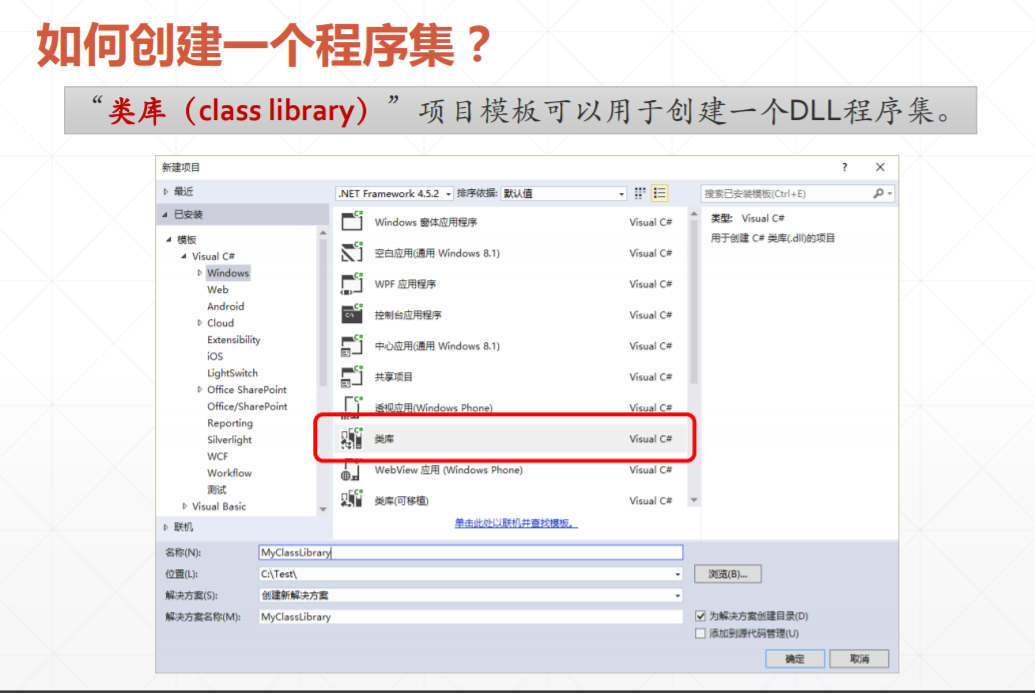 如何创建一个程序集？
“类库（class library）”项目模板可以用于创建一个DLL程序集。
新建项目
? ×
最近
.NET Framework 4.5.2 排序依据: 默认值
搜索已安装模板(Ctrl+E)
已安装
模板
Visual C#
Windows
Web
Android
Cloud
Extensibility
iOS
LightSwitch
Office SharePoint
Office/SharePoint
Reporting
Silverlight
WCF
Workflow
测试
Visual Basic
联机
Windows 窗体应用程序 Visual C#
空白应用(通用 Windows 8.1) Visual C#
WPF 应用程序 Visual C#
控制台应用程序 Visual C#
中心应用(通用 Windows 8.1) Visual C#
共享项目 Visual C#
透视应用(Windows Phone) Visual C#
类库 Visual C#
WebView 应用 (Windows Phone) Visual C#
类库(可移植) Visual C#
单击此处以联机并查找模板。
类型: Visual C#
用于创建 C# 类库(.dll)的项目
名称(N): MyClassLibrary
位置(L): C:\Test\
浏览(B)...
解决方案(S): 创建新解决方案
解决方案名称(M): MyClassLibrary
为解决方案创建目录(D)
添加到源代码管理(U)
确定 取消